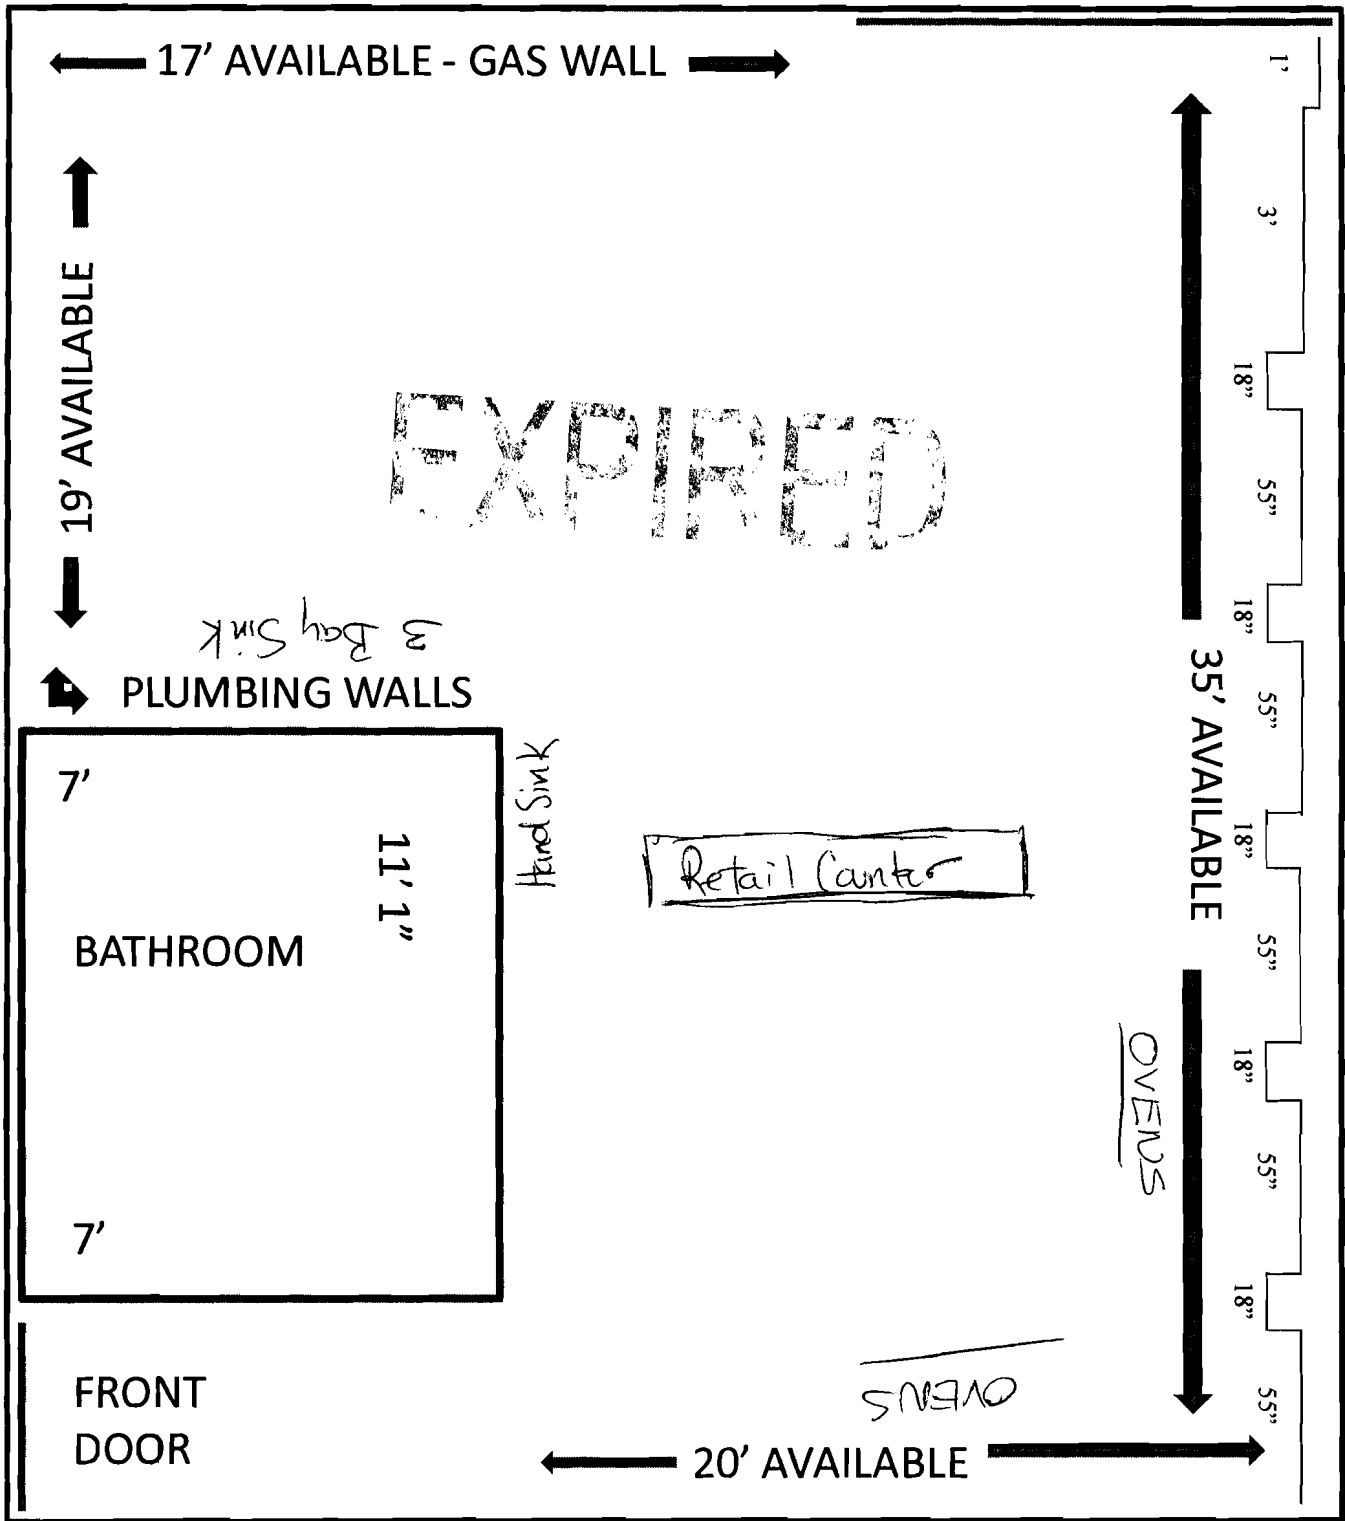 17' AVAILABLE - GAS WALL
1'
3'
19' AVAILABLE
18"
EXPIRED
55"
18"
3 Bay Sink
PLUMBING WALLS
55"
35' AVAILABLE
7'
Hand Sink
11' 1"
18"
Retail Counter
BATHROOM
55"
OVENS
18"
55"
7'
18"
OVENS
FRONT
DOOR
55"
20' AVAILABLE